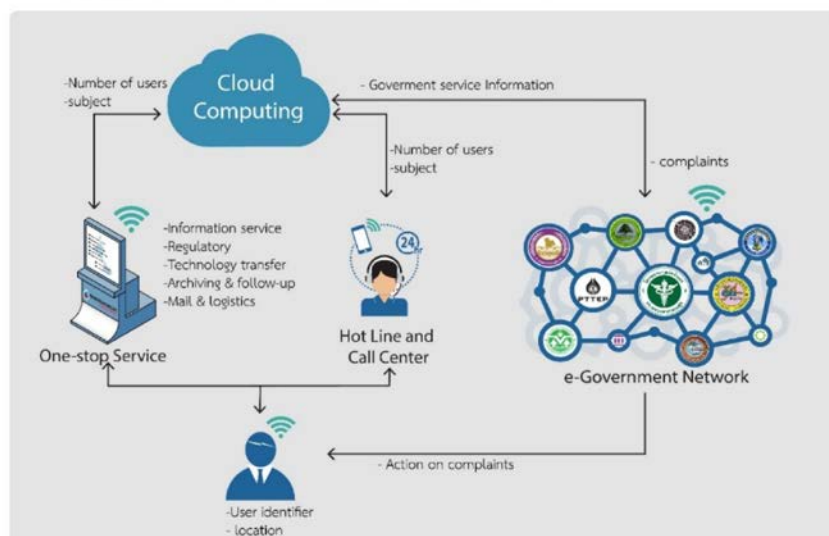 -Number of users
-subject
Cloud
Computing
- Goverment service Information
-Number of users
-subject
- complaints
-Information service
-Regulatory
-Technology transfer
-Archiving & follow-up
-Mail & logistics
24
PTTEP
One-stop Service
Hot Line and
Call Center
e-Government Network
- Action on complaints
-User identifier
- location